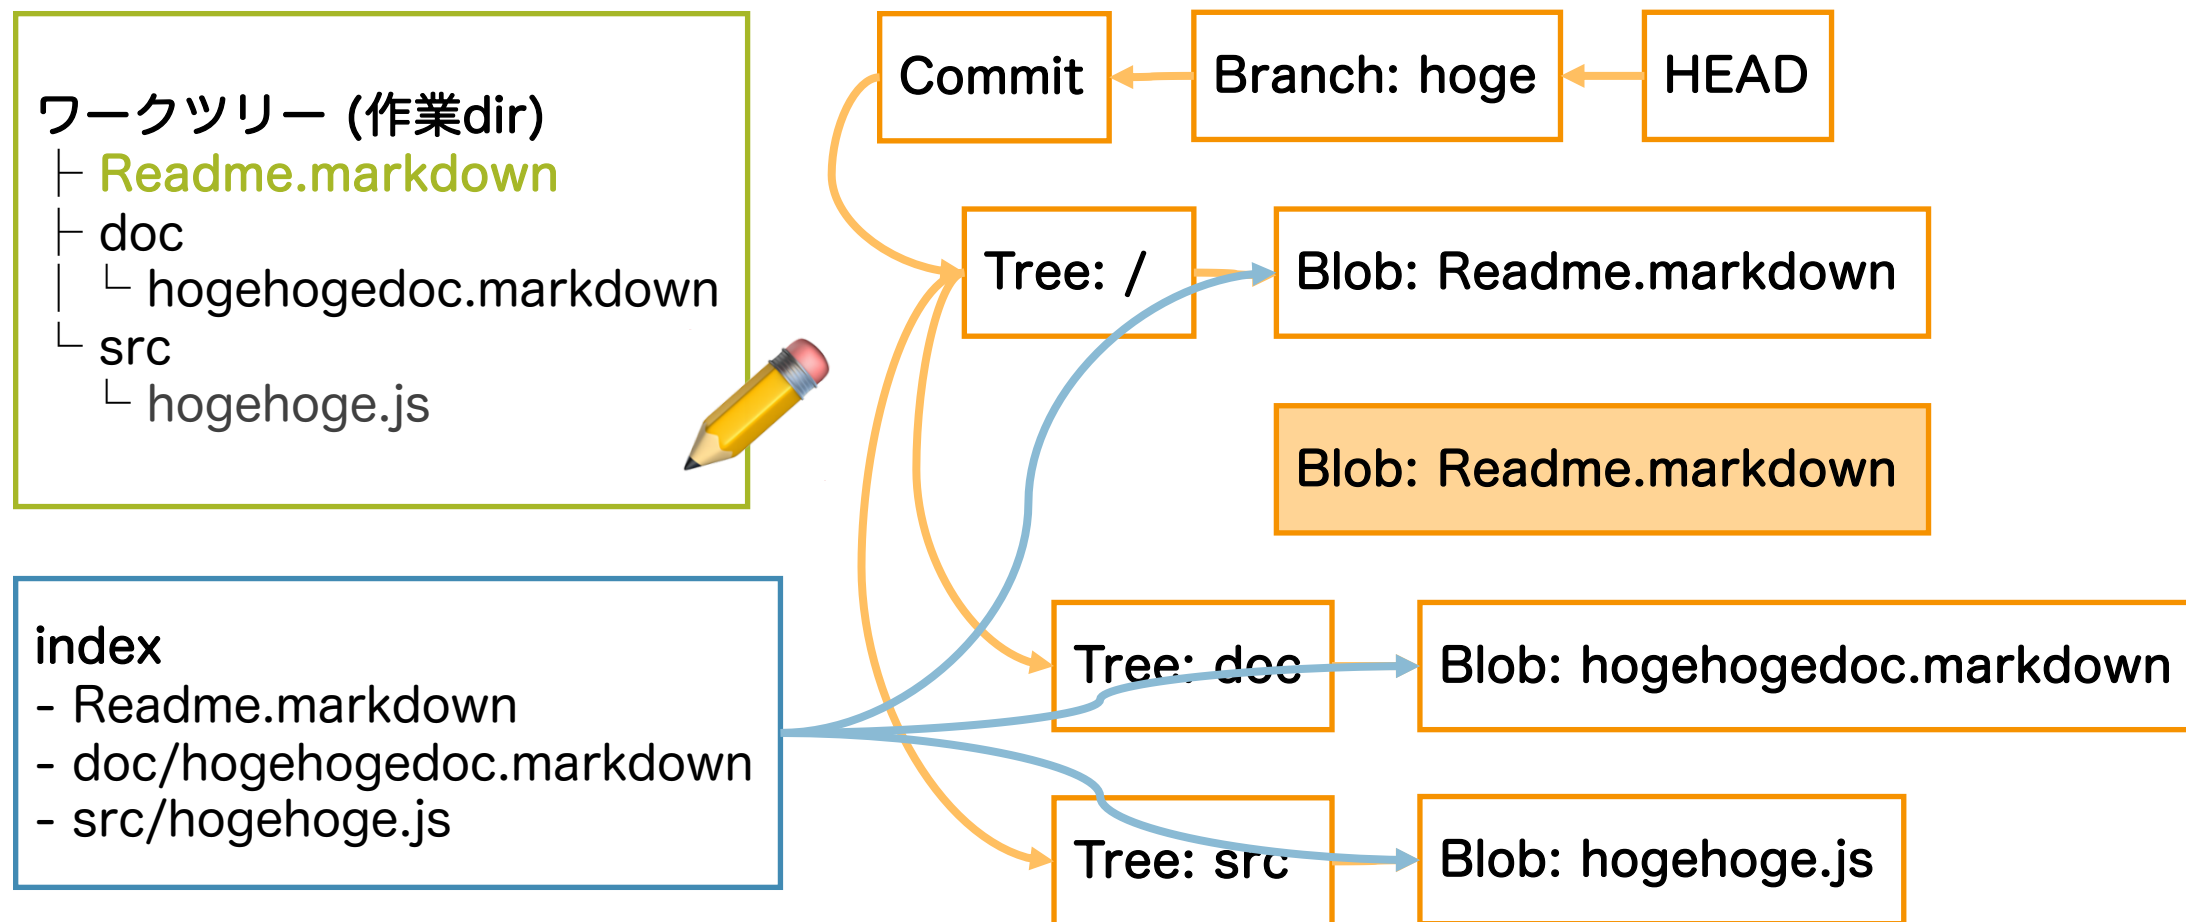 ワークツリー (作業dir)
├ Readme.markdown
├ doc
│ └ hogehogedoc.markdown
└ src
└ hogehoge.js
index
- Readme.markdown
- doc/hogehogedoc.markdown
- src/hogehoge.js
Commit
Branch: hoge
HEAD
Tree: /
Blob: Readme.markdown
Blob: Readme.markdown
Tree: doc
Blob: hogehogedoc.markdown
Tree: src
Blob: hogehoge.js